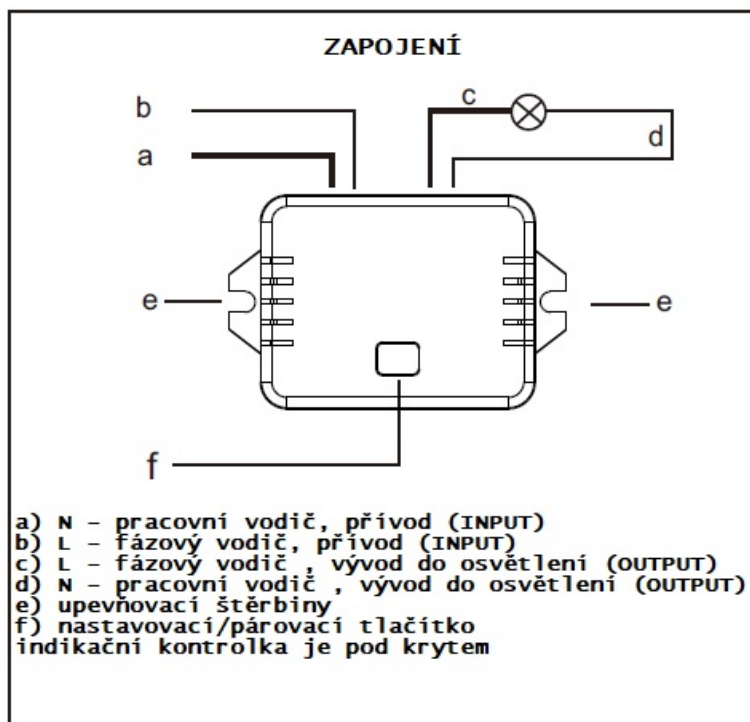 ZAPOJENÍ
b
c
a
d
e
e
f
a) N - pracovní vodič, přívod (INPUT)
b) L - fázový vodič, přívod (INPUT)
c) L - fázový vodič , vývod do osvětlení (OUTPUT)
d) N - pracovní vodič , vývod do osvětlení (OUTPUT)
e) upevňovací štěrbiny
f) nastavovací/párovací tlačítko
indikační kontrolka je pod krytem